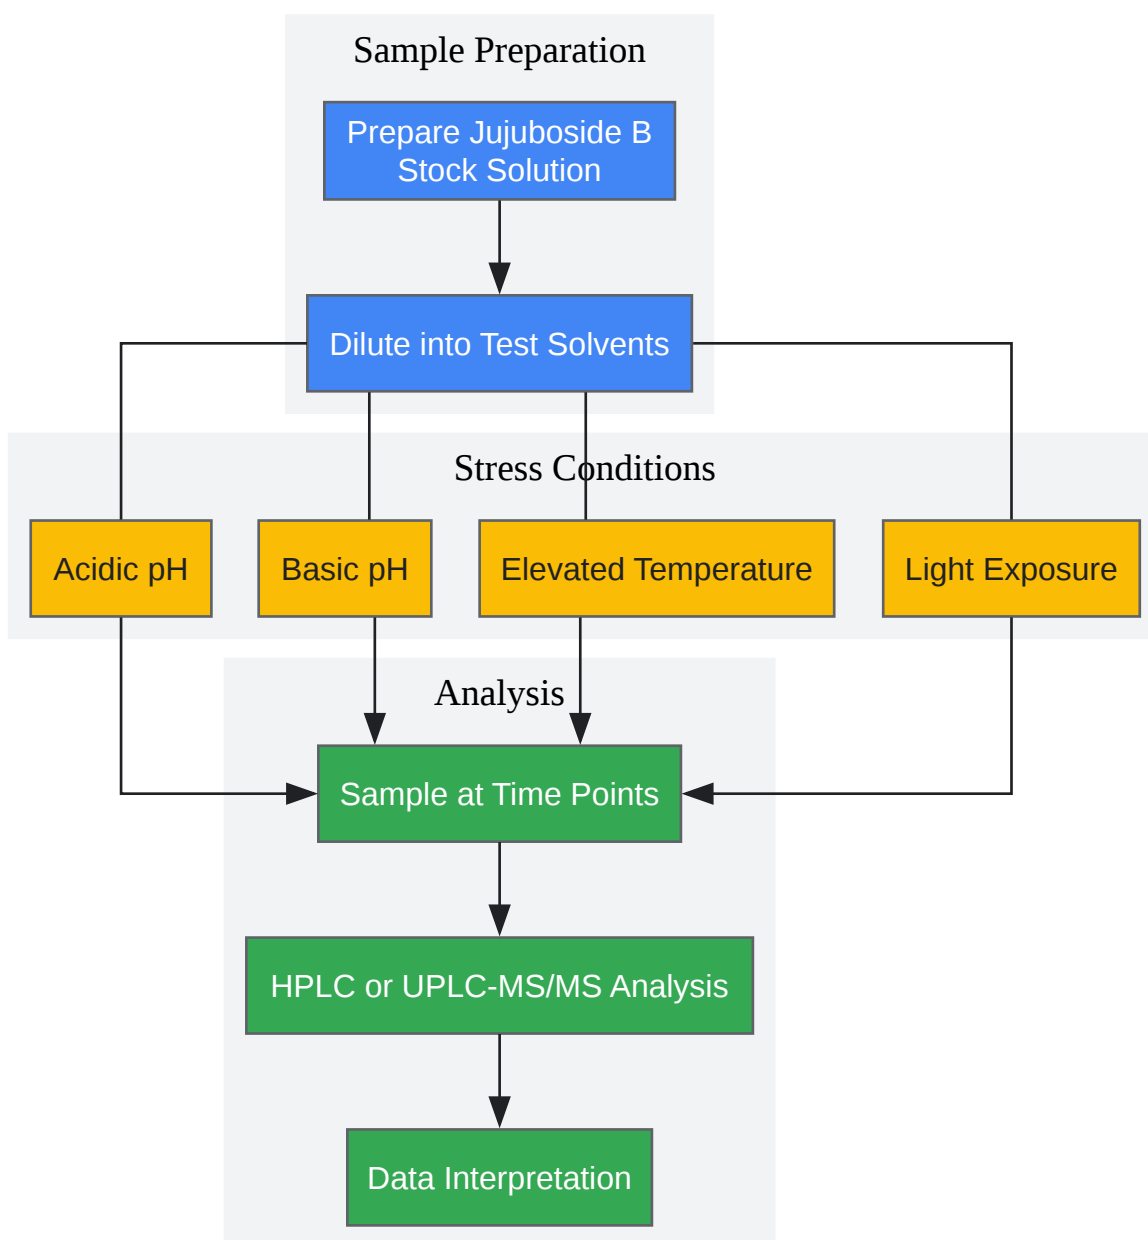 Sample Preparation
Prepare Jujuboside B
Stock Solution
Dilute into Test Solvents
Stress Conditions
Acidic pH
Basic pH
Elevated Temperature
Light Exposure
Analysis
Sample at Time Points
HPLC or UPLC-MS/MS Analysis
Data Interpretation